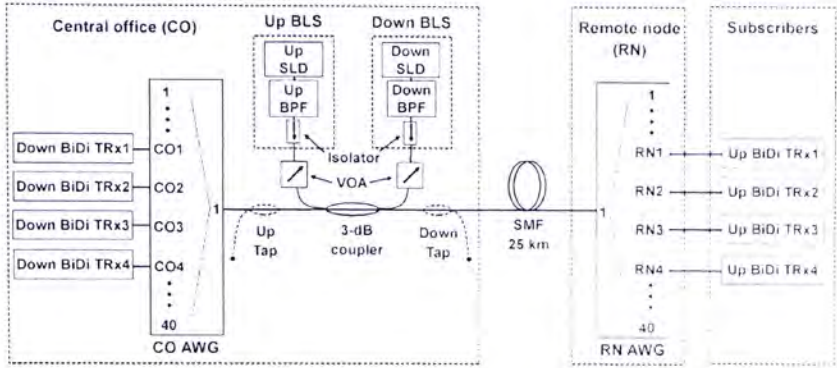 Central office (CO)
Up BLS
Down BLS
Remote node
(RN)
Subscribers
Up
SLD
Down
SLD
Up
BPF
Down
BPF
Isolator
VOA
1
Down BiDi TRx1
CO1
Down BiDi TRx2
CO2
Down BiDi TRx3
CO3
Down BiDi TRx4
CO4
40
CO AWG
1
Up
Tap
3-dB
coupler
Down
Tap
SMF
25 km
1
1
RN1
Up BiDi TRx1
RN2
Up BiDi TRx2
RN3
Up BiDi TRx3
RN4
Up BiDi TRx4
40
RN AWG